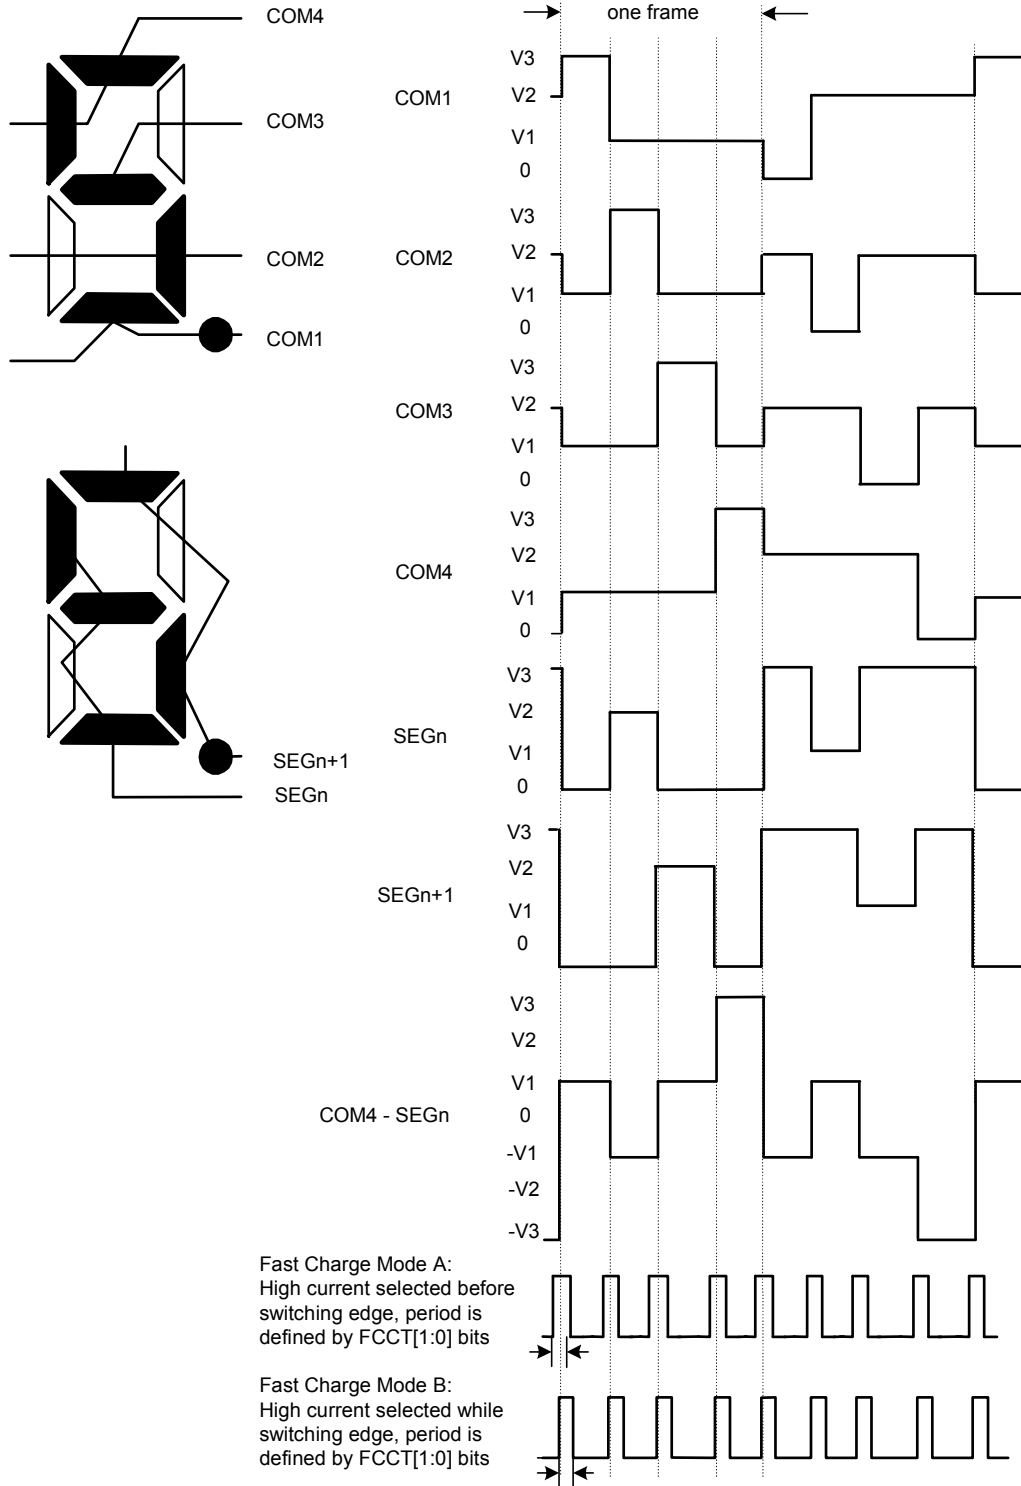 COM4
COM3
COM2
COM1
SEGn+1
SEGn
one frame
COM1
V3
V2
V1
0
COM2
V3
V2
V1
0
COM3
V3
V2
V1
0
COM4
V3
V2
V1
0
SEGn
V3
V2
V1
0
SEGn+1
V3
V2
V1
0
COM4 - SEGn
V3
V2
V1
0
-V1
-V2
-V3
Fast Charge Mode A:
High current selected before
switching edge, period is
defined by FCCT[1:0] bits
Fast Charge Mode B:
High current selected while
switching edge, period is
defined by FCCT[1:0] bits